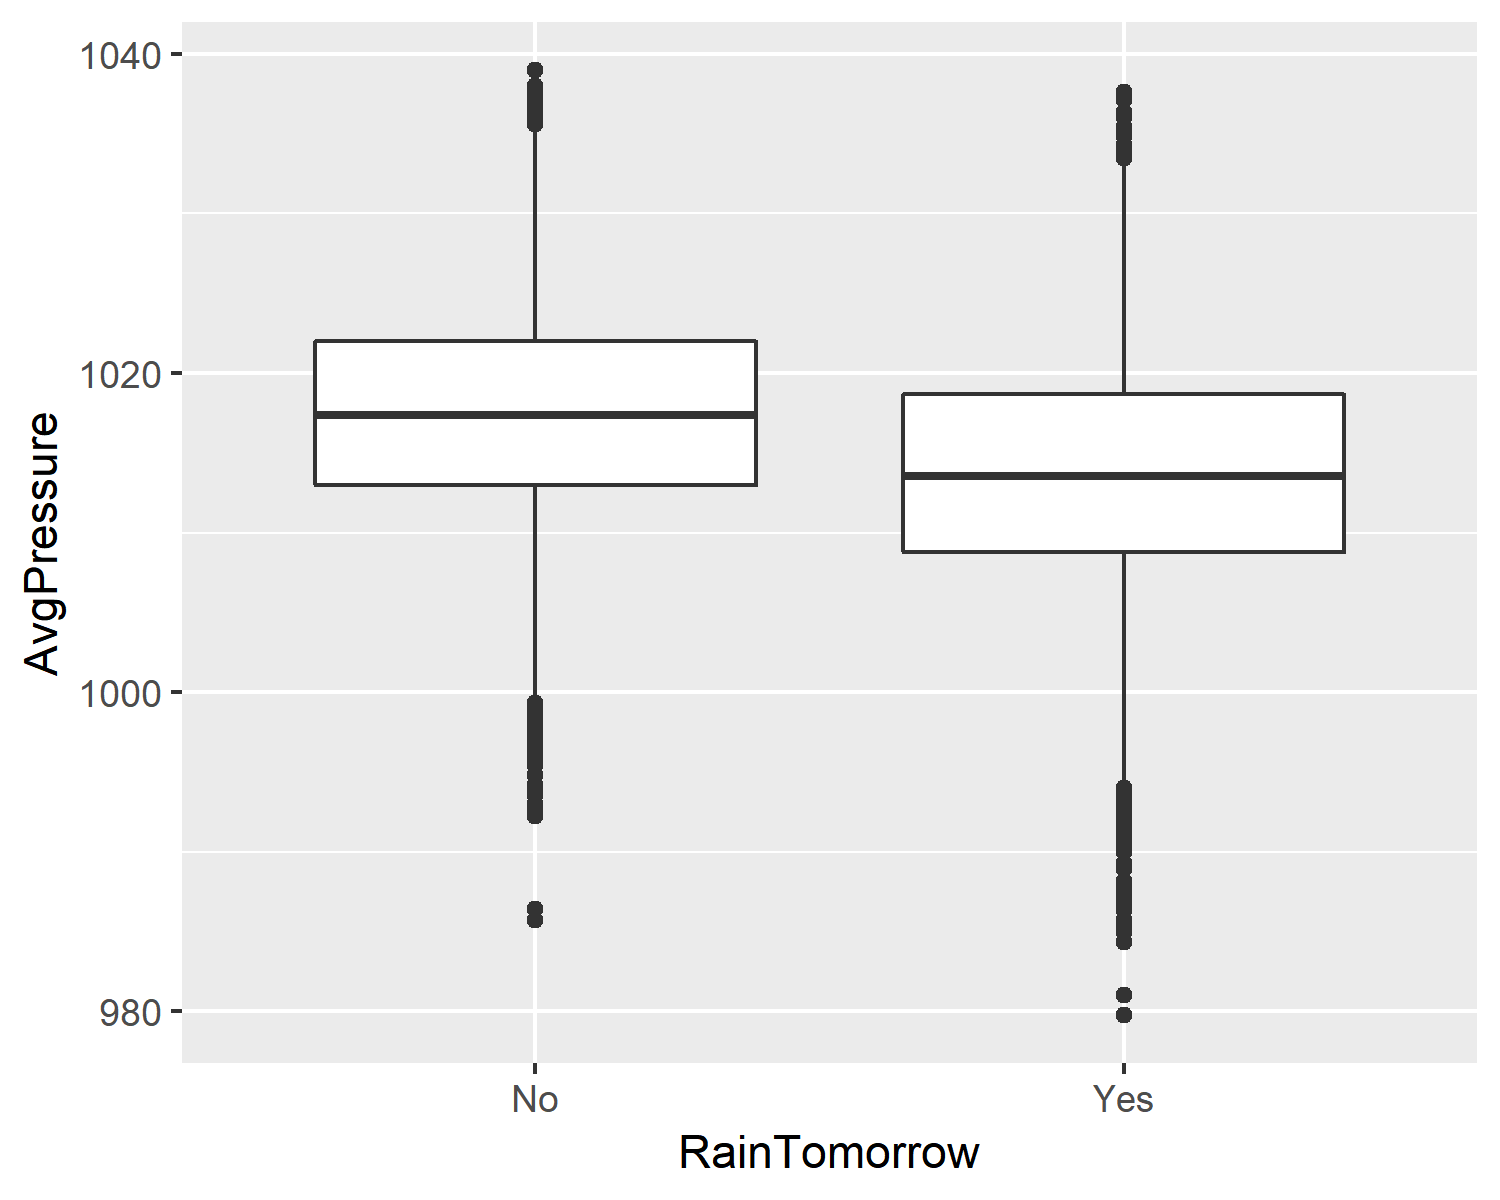 1040
1020
1000
980
AvgPressure
No
Yes
RainTomorrow